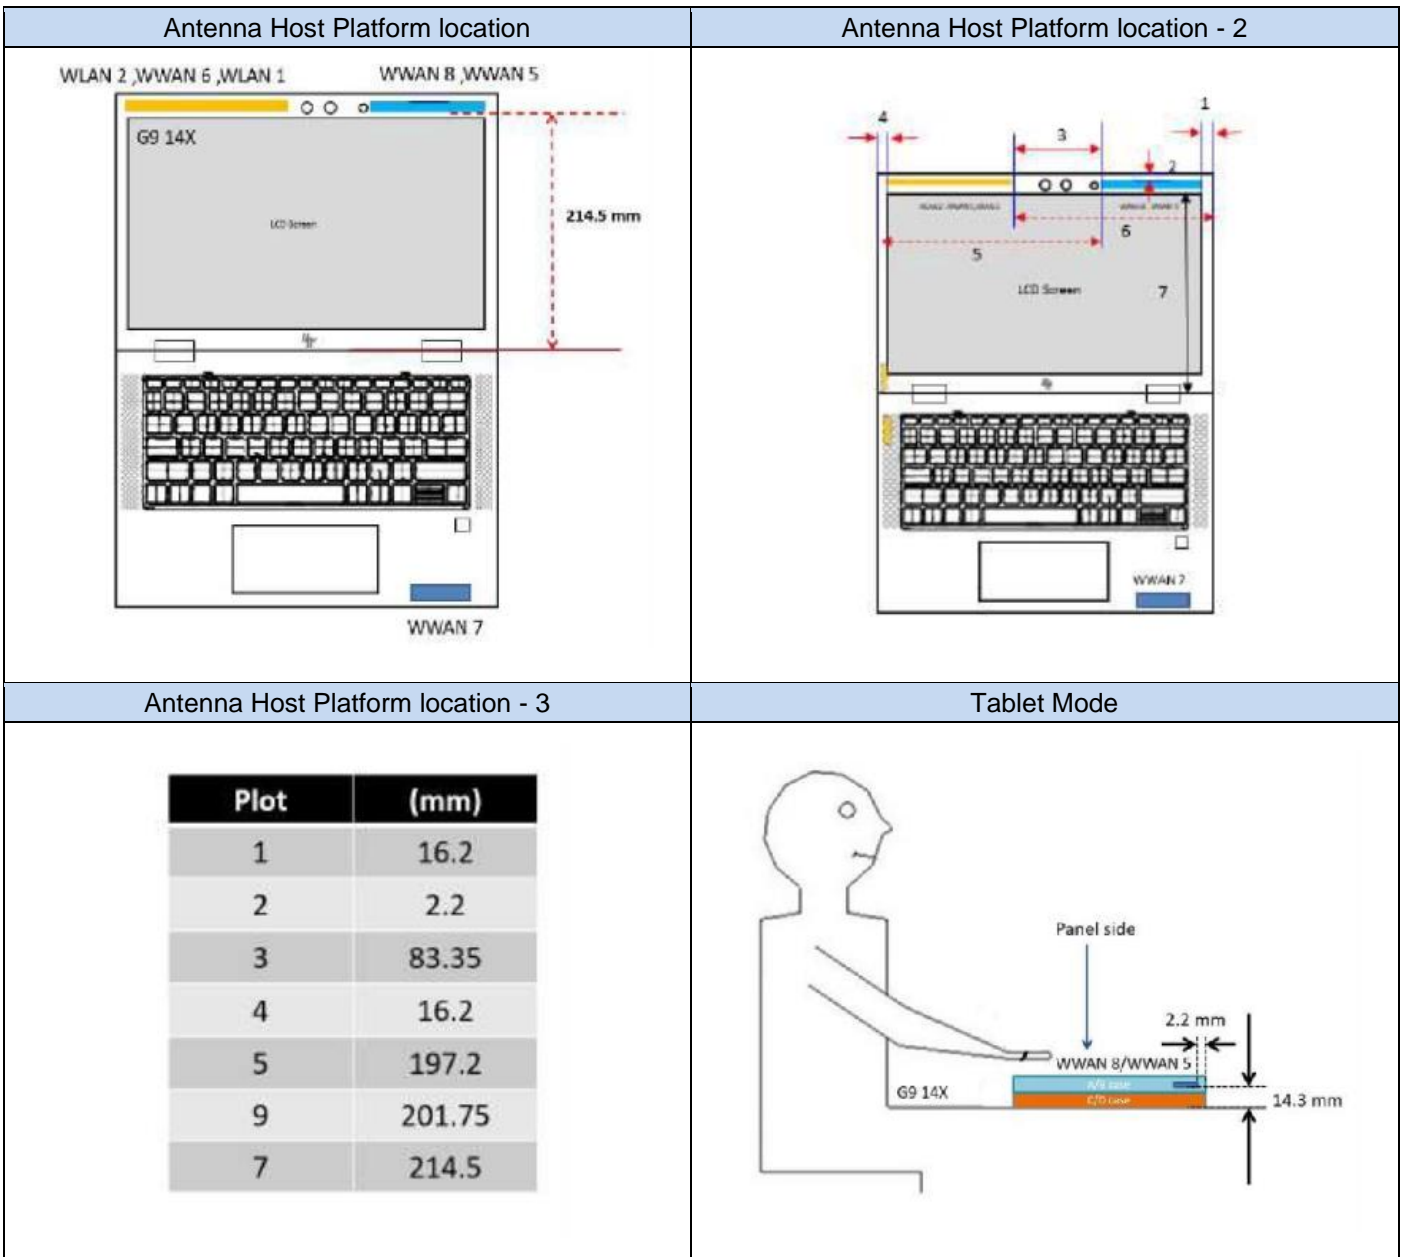 Antenna Host Platform location
WLAN 2 ,WWAN 6 ,WLAN 1
WWAN 8 ,WWAN 5
G9 14X
LCD Screen
214.5 mm
hp
WWAN 7
Antenna Host Platform location - 2
4
1
3
2
6
5
LCD Screen
7
hp
WWAN 7
Antenna Host Platform location - 3
Plot (mm)
1 16.2
2 2.2
3 83.35
4 16.2
5 197.2
9 201.75
7 214.5
Tablet Mode
Panel side
2.2 mm
WWAN 8/WWAN 5
A/B case
G9 14X
C/D case
14.3 mm